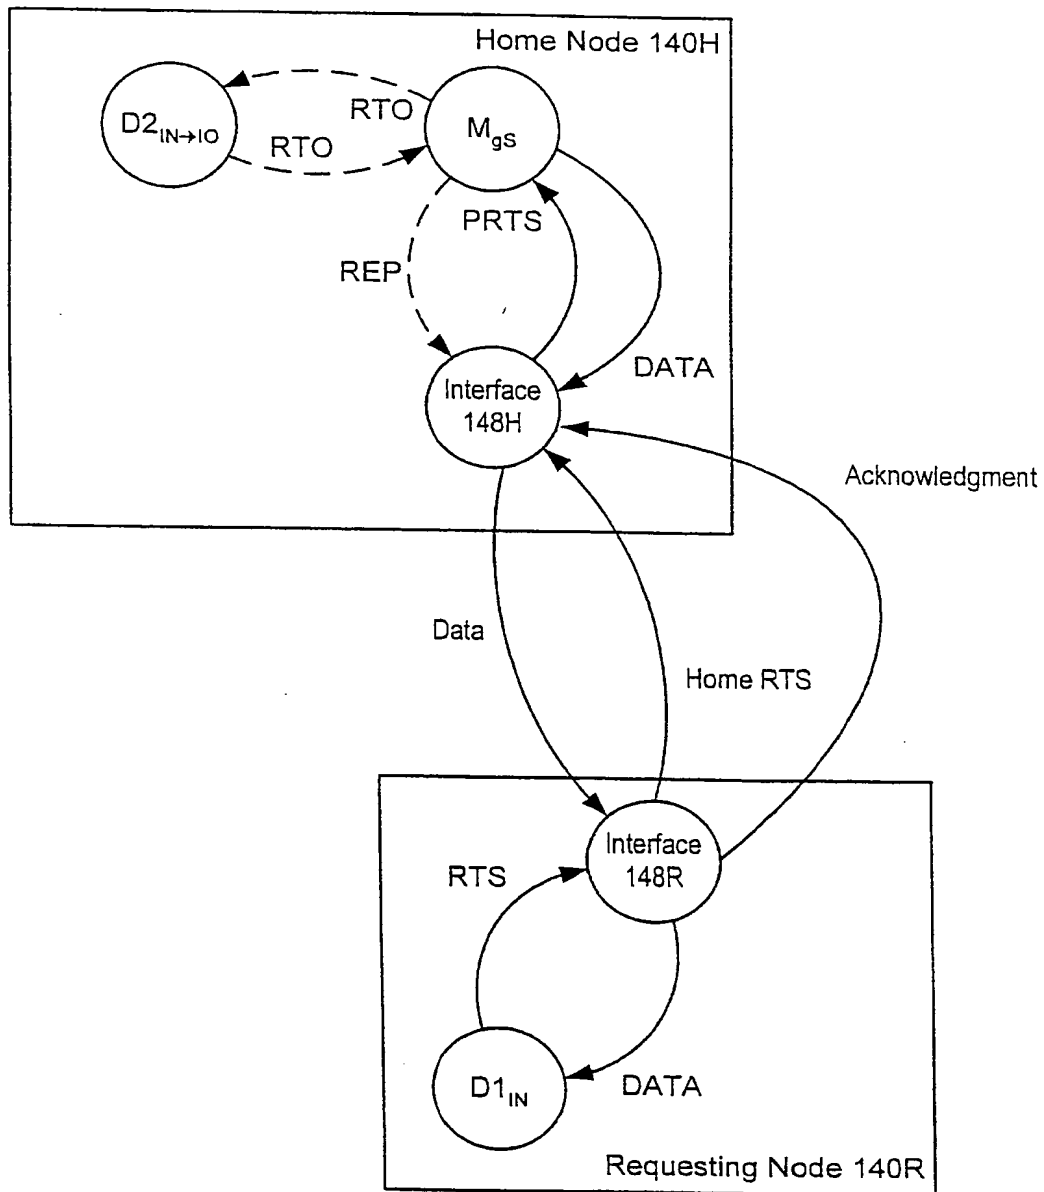 Home Node 140H
D2IN→IO
RTO
RTO
MgS
PRTS
REP
DATA
Interface
148H
Acknowledgment
Data
Home RTS
Interface
148R
RTS
D1IN
DATA
Requesting Node 140R